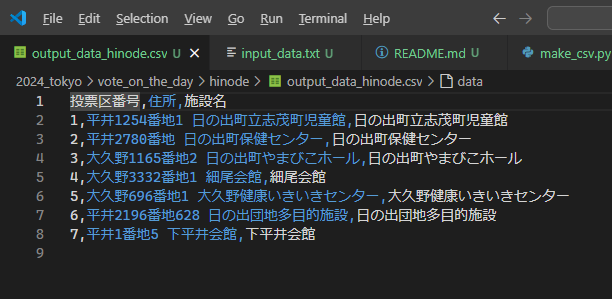 File Edit Selection View Go Run Terminal Help
output_data_hinode.csv U input_data.txt U README.md U make_csv.py
2024_tokyo > vote_on_the_day > hinode > output_data_hinode.csv > data
1 投票区番号,住所,施設名
2 1,平井1254番地1 日の出町立志茂町児童館,日の出町立志茂町児童館
3 2,平井2780番地 日の出町保健センター,日の出町保健センター
4 3,大久野1165番地2 日の出町やまびこホール,日の出町やまびこホール
5 4,大久野3332番地1 細尾会館,細尾会館
6 5,大久野696番地1 大久野健康いきいきセンター,大久野健康いきいきセンター
7 6,平井2196番地628 日の出団地多目的施設,日の出団地多目的施設
8 7,平井1番地5 下平井会館,下平井会館
9